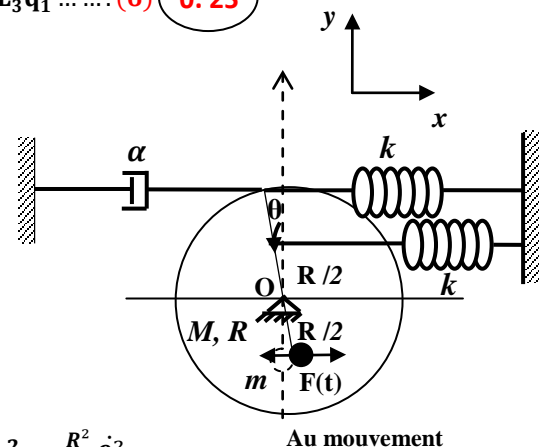 L₃q₁̇ … … . (6) 0. 25
y
x
α
k
θ
k
R /2
O
M, R
R /2
m
F(t)
Au mouvement